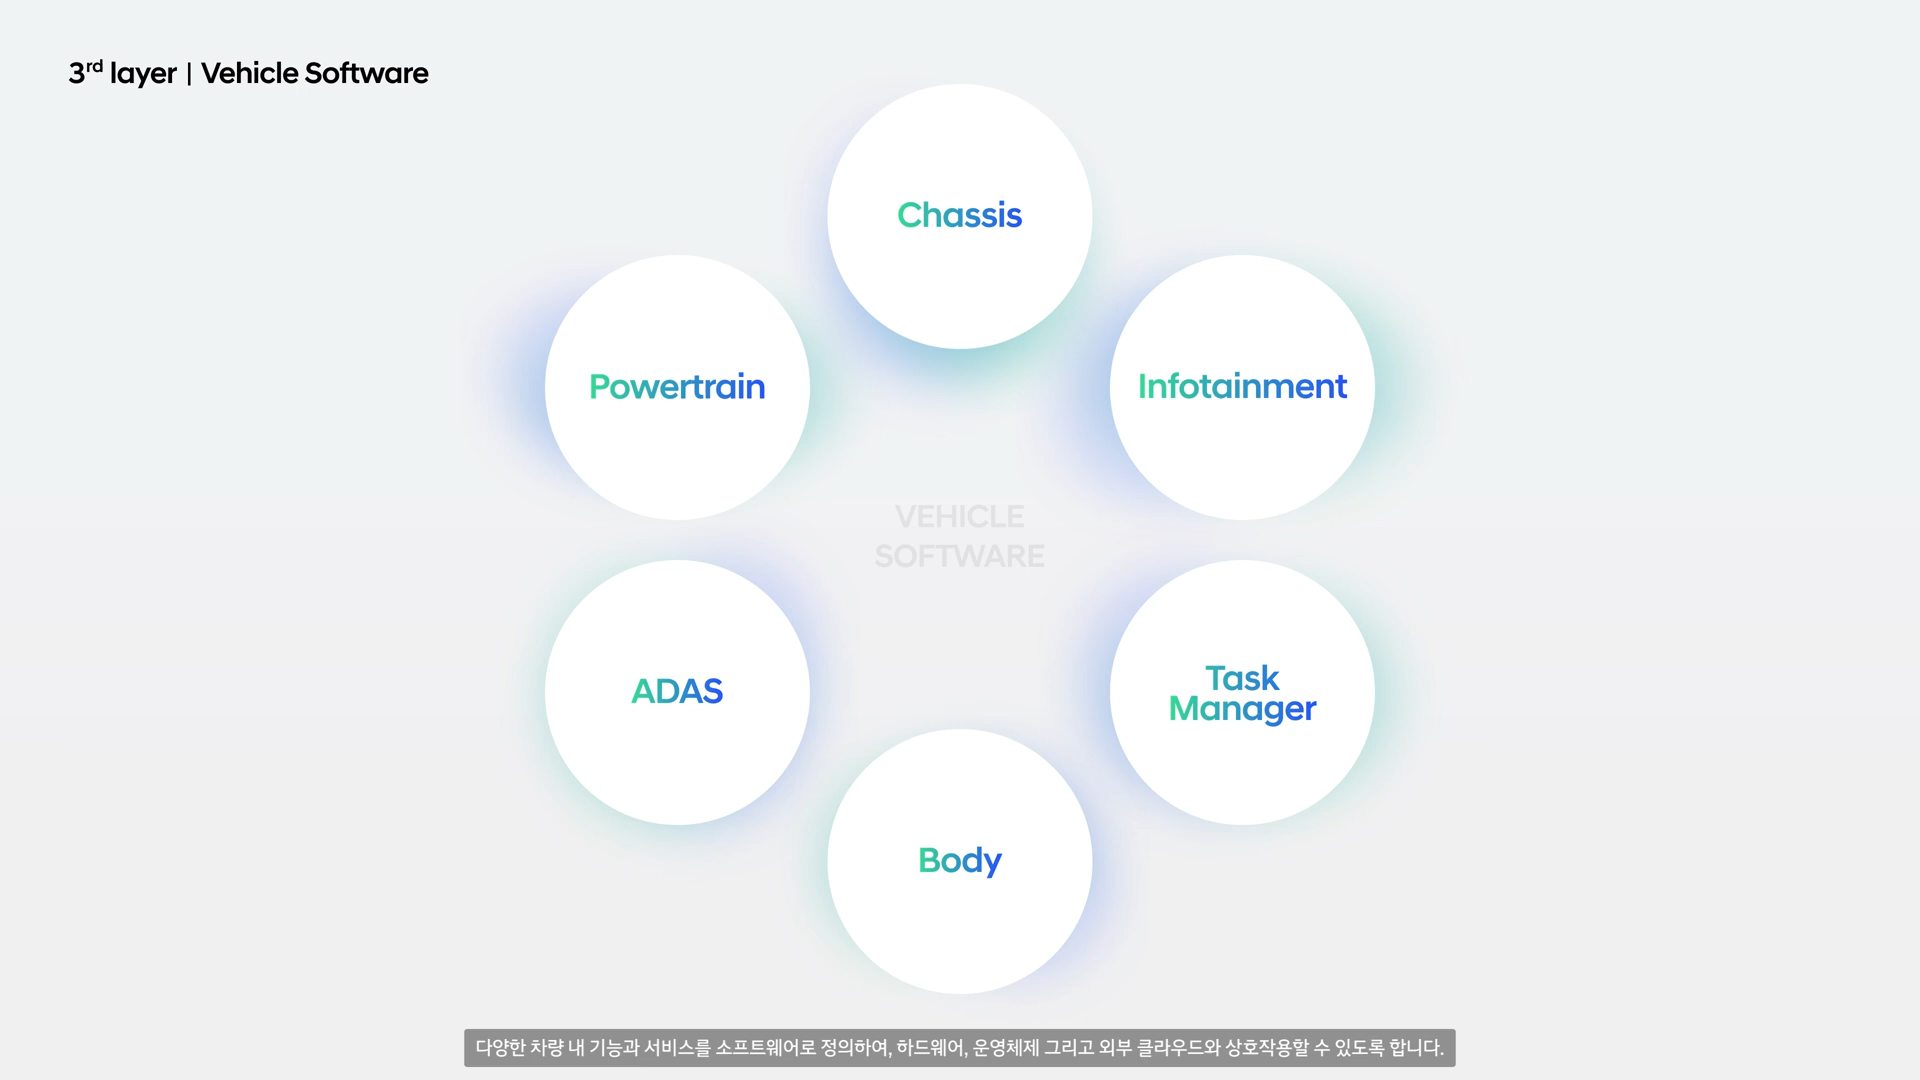 3rd layer | Vehicle Software
Chassis
Powertrain
Infotainment
VEHICLE
SOFTWARE
ADAS
Task
Manager
Body
다양한 차량 내 기능과 서비스를 소프트웨어로 정의하여, 하드웨어, 운영체제 그리고 외부 클라우드와 상호작용할 수 있도록 합니다.